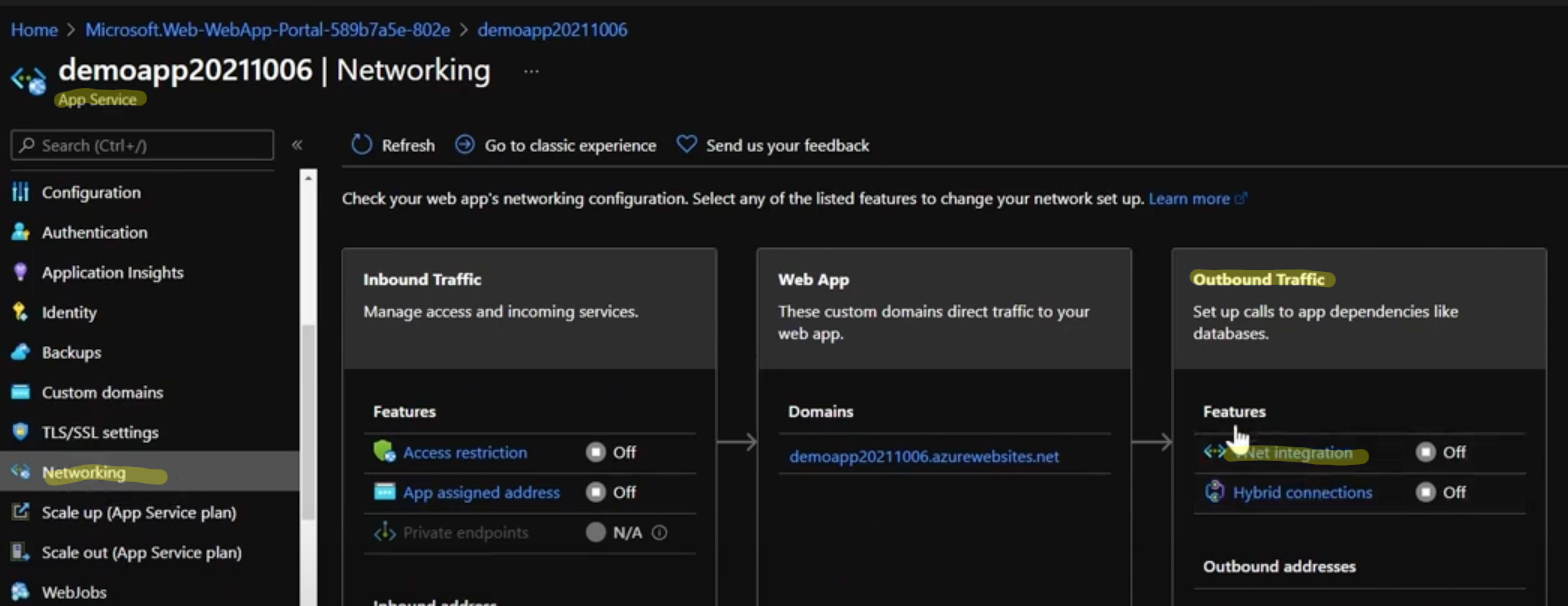 Home > Microsoft.Web-WebApp-Portal-589b7a5e-802e > demoapp20211006
demoapp20211006 | Networking ...
App Service
Search (Ctrl+/)
«
Refresh
Go to classic experience
Send us your feedback
Configuration
Authentication
Application Insights
Identity
Backups
Custom domains
TLS/SSL settings
Networking
Scale up (App Service plan)
Scale out (App Service plan)
WebJobs
Check your web app's networking configuration. Select any of the listed features to change your network set up. Learn more
Inbound Traffic
Manage access and incoming services.
Features
Access restriction Off
App assigned address Off
Private endpoints N/A
Web App
These custom domains direct traffic to your
web app.
Domains
demoapp20211006.azurewebsites.net
Outbound Traffic
Set up calls to app dependencies like
databases.
Features
Net integration Off
Hybrid connections Off
Outbound addresses